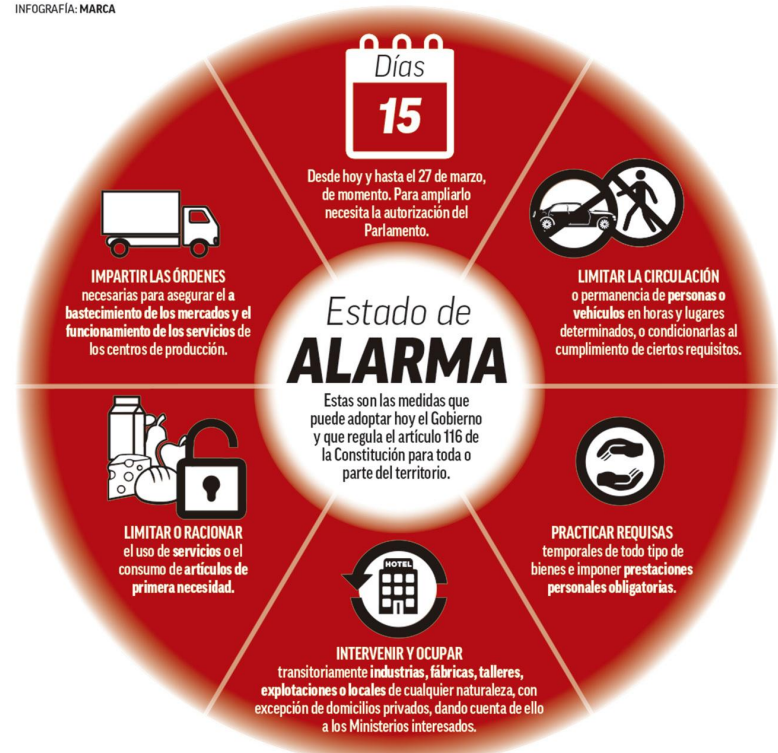 INFOGRAFÍA: MARCA
Días
15
Desde hoy y hasta el 27 de marzo,
de momento. Para ampliarlo
necesita la autorización del
Parlamento.
LIMITAR LA CIRCULACIÓN
o permanencia de personas o
vehículos en horas y lugares
determinados, o condicionarlas al
cumplimiento de ciertos requisitos.
PRACTICAR REQUISAS
temporales de todo tipo de
bienes e imponer prestaciones
personales obligatorias.
HOTEL
INTERVENIR Y OCUPAR
transitoriamente industrias, fábricas, talleres,
explotaciones o locales de cualquier naturaleza, con
excepción de domicilios privados, dando cuenta de ello
a los Ministerios interesados.
LIMITAR O RACIONAR
el uso de servicios o el
consumo de artículos de
primera necesidad.
IMPARTIR LAS ÓRDENES
necesarias para asegurar el a
bastecimiento de los mercados y el
funcionamiento de los servicios de
los centros de producción.
Estado de
ALARMA
Estas son las medidas que
puede adoptar hoy el Gobierno
y que regula el artículo 116 de
la Constitución para toda o
parte del territorio.